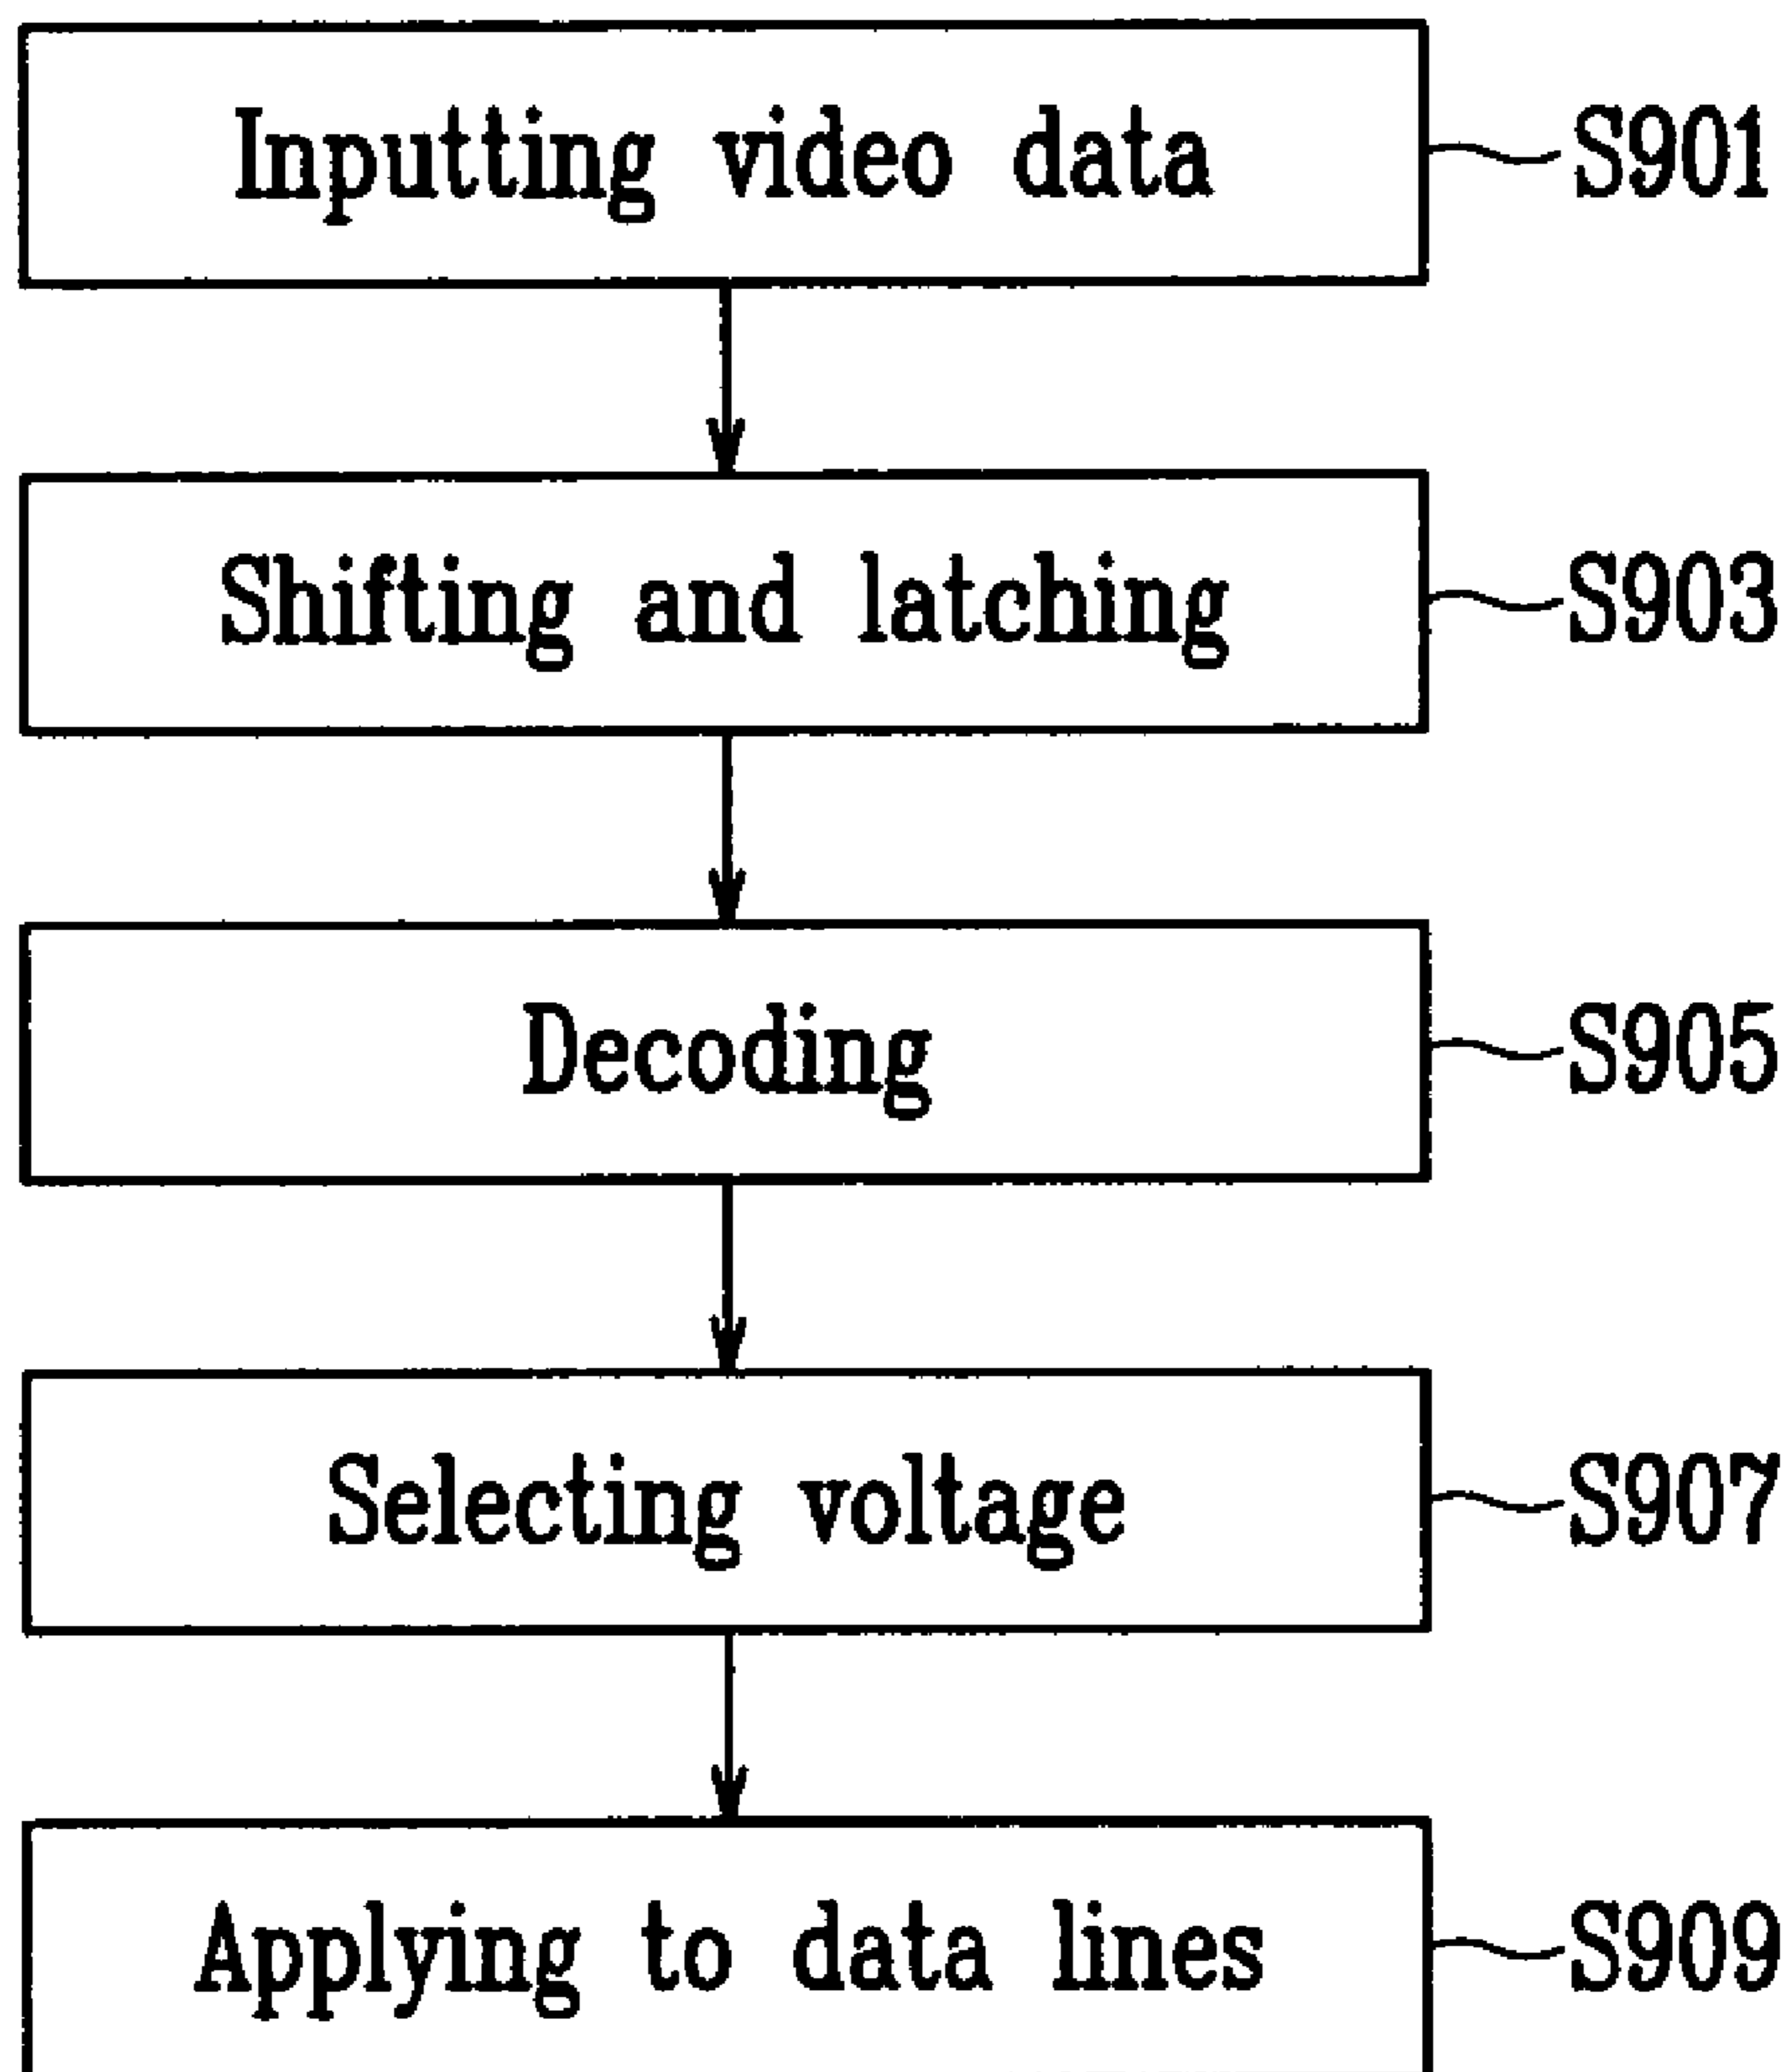 Inputting video data S901
Shifting and latching S903
Decoding S905
Selecting voltage S907
Applying to data lines S909